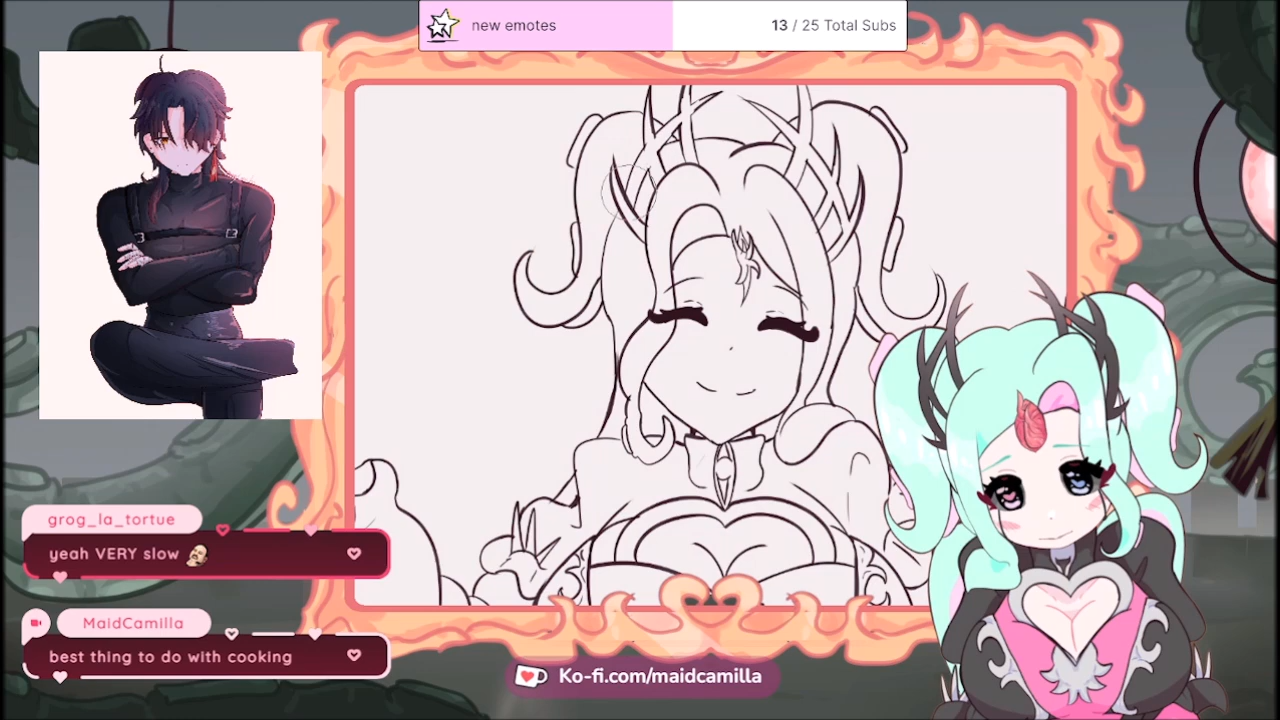 new emotes
13 / 25 Total Subs
grog_la_tortue
yeah VERY slow
MaidCamilla
best thing to do with cooking
Ko-fi.com/maidcamilla